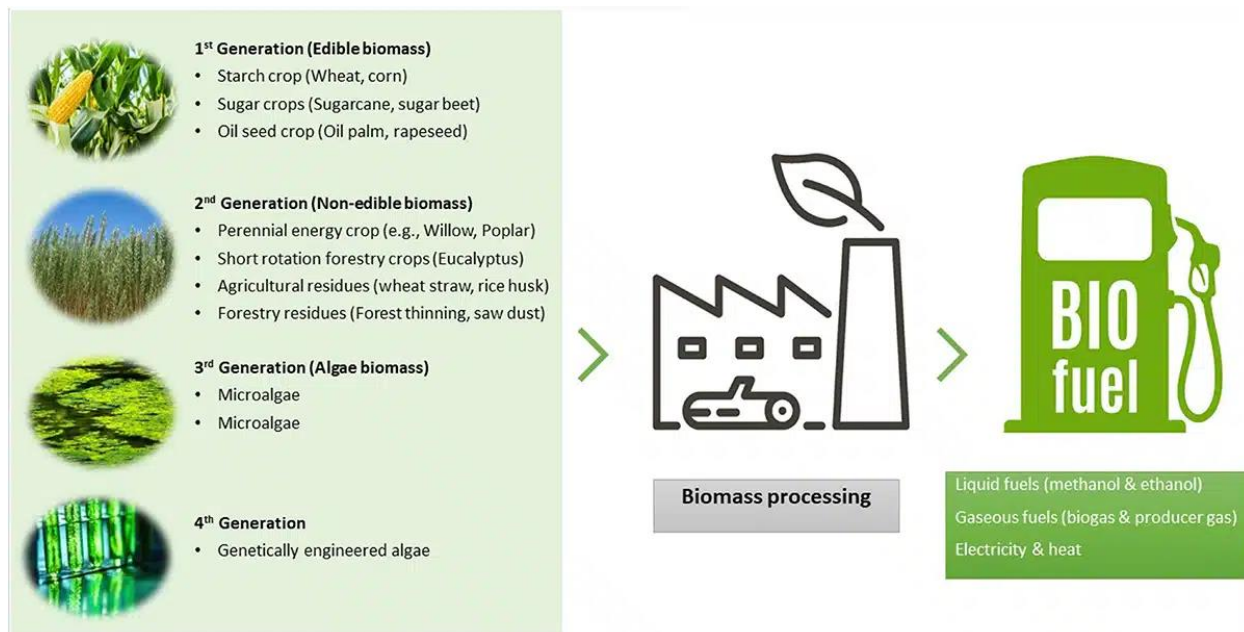 1st Generation (Edible biomass)
• Starch crop (Wheat, corn)
• Sugar crops (Sugarcane, sugar beet)
• Oil seed crop (Oil palm, rapeseed)
2nd Generation (Non-edible biomass)
• Perennial energy crop (e.g., Willow, Poplar)
• Short rotation forestry crops (Eucalyptus)
• Agricultural residues (wheat straw, rice husk)
• Forestry residues (Forest thinning, saw dust)
3rd Generation (Algae biomass)
• Microalgae
• Microalgae
4th Generation
• Genetically engineered algae
Biomass processing
BIO
fuel
Liquid fuels (methanol & ethanol)
Gaseous fuels (biogas & producer gas)
Electricity & heat